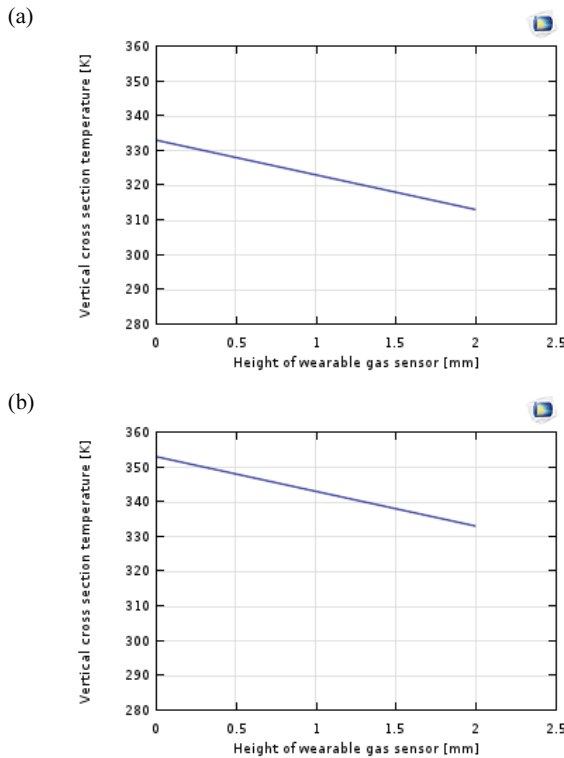 (a)
360
350
340
330
320
310
300
290
280
Vertical cross section temperature [K]
0 0.5 1 1.5 2 2.5
Height of wearable gas sensor [mm]
(b)
360
350
340
330
320
310
300
290
280
Vertical cross section temperature [K]
0 0.5 1 1.5 2 2.5
Height of wearable gas sensor [mm]